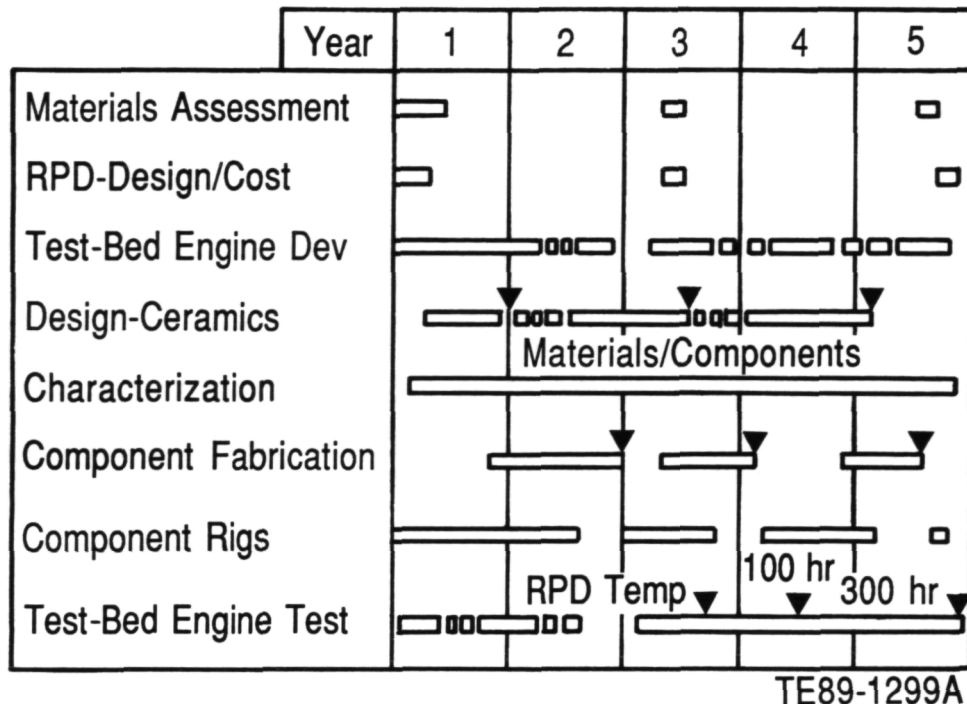 Year 1 2 3 4 5
Materials Assessment
RPD-Design/Cost
Test-Bed Engine Dev
Design-Ceramics
Materials/Components
Characterization
Component Fabrication
Component Rigs
100 hr
RPD Temp 300 hr
Test-Bed Engine Test
TE89-1299A